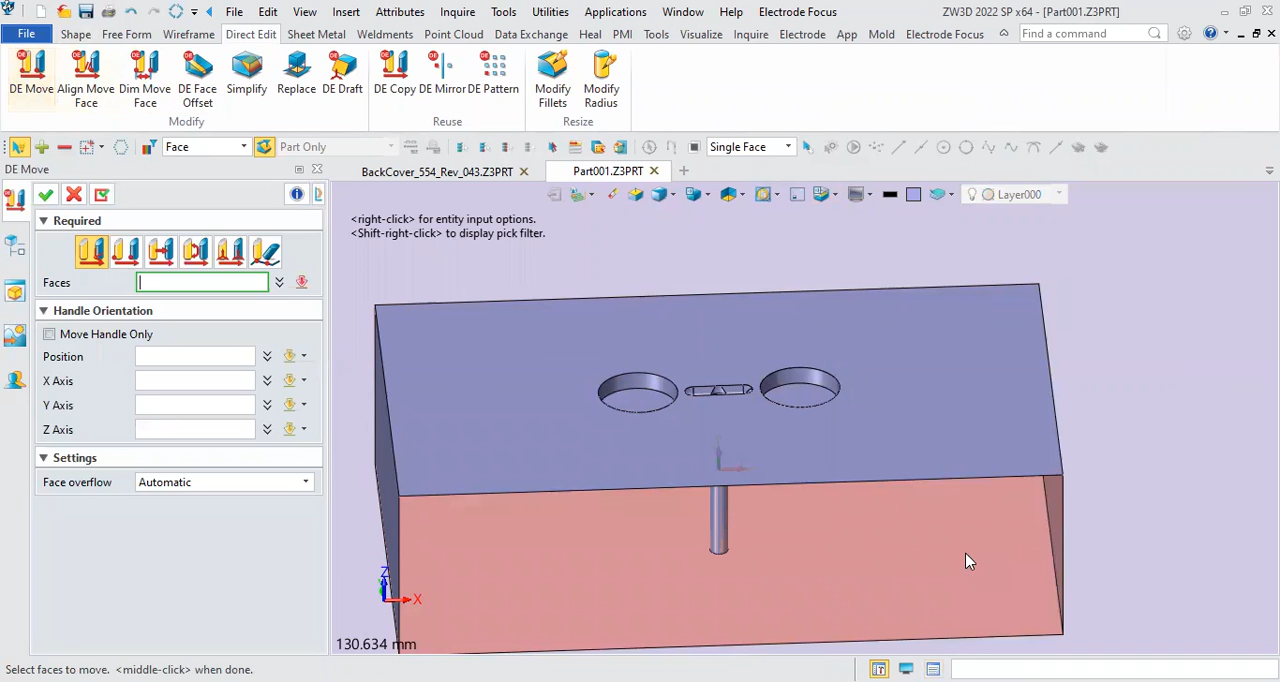 File Edit View Insert Attributes Inquire Tools Utilities Applications Window Help Electrode Focus ZW3D 2022 SP x64 - [Part001.Z3PRT]
File Shape Free Form Wireframe Direct Edit Sheet Metal Weldments Point Cloud Data Exchange Heal PMI Tools Visualize Inquire Electrode App Mold Electrode Focus Find a command
DE Move Align Move Face Dim Move Face DE Face Offset Simplify Replace DE Draft DE Copy DE Mirror DE Pattern Modify Fillets Modify Radius
Modify Reuse Resize
Face Part Only Single Face
DE Move BackCover_554_Rev_043.Z3PRT Part001.Z3PRT
Layer000
Required
<right-click> for entity input options.
<Shift-right-click> to display pick filter.
Faces
Handle Orientation
Move Handle Only
Position
X Axis
Y Axis
Z Axis
Settings
Face overflow Automatic
Z
X
130.634 mm
Select faces to move. <middle-click> when done.